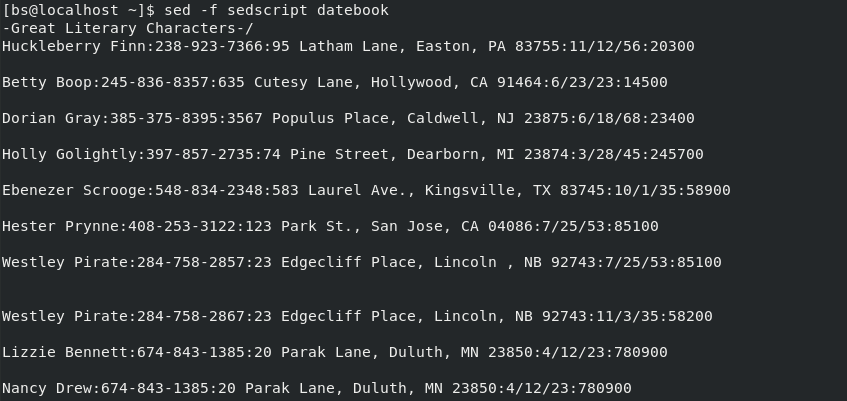 [bs@localhost ~]$ sed -f sedscript datebook
-Great Literary Characters-/
Huckleberry Finn:238-923-7366:95 Latham Lane, Easton, PA 83755:11/12/56:20300
Betty Boop:245-836-8357:635 Cutesy Lane, Hollywood, CA 91464:6/23/23:14500
Dorian Gray:385-375-8395:3567 Populus Place, Caldwell, NJ 23875:6/18/68:23400
Holly Golightly:397-857-2735:74 Pine Street, Dearborn, MI 23874:3/28/45:245700
Ebenezer Scrooge:548-834-2348:583 Laurel Ave., Kingsville, TX 83745:10/1/35:58900
Hester Prynne:408-253-3122:123 Park St., San Jose, CA 04086:7/25/53:85100
Westley Pirate:284-758-2857:23 Edgecliff Place, Lincoln , NB 92743:7/25/53:85100
Westley Pirate:284-758-2867:23 Edgecliff Place, Lincoln, NB 92743:11/3/35:58200
Lizzie Bennett:674-843-1385:20 Parak Lane, Duluth, MN 23850:4/12/23:780900
Nancy Drew:674-843-1385:20 Parak Lane, Duluth, MN 23850:4/12/23:780900